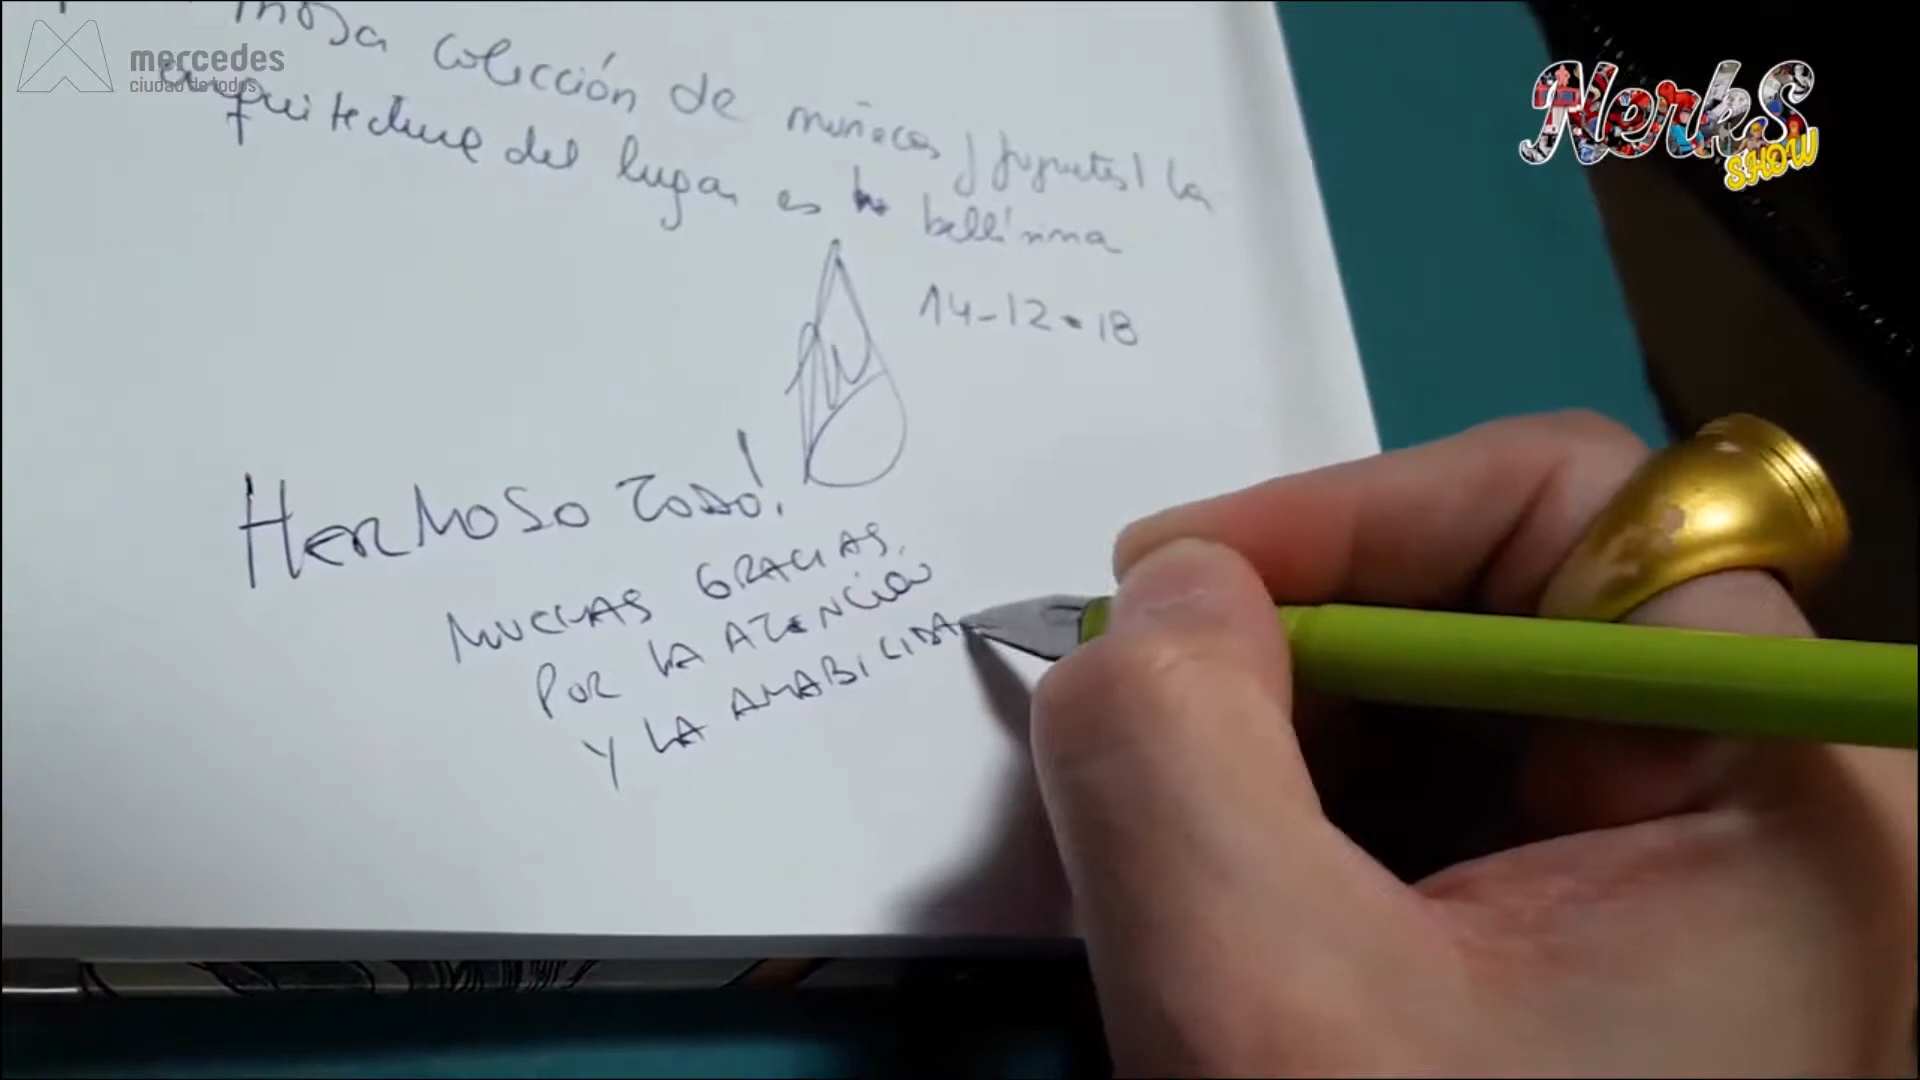 mercedes
ciudad de todos
NerkS
SHOW
colección de muñecas y juguetes! La
arquitectura del lugar es bellísima
14-12-18
HERMOSO TODO!
MUCHAS GRACIAS.
POR LA ATENCIÓN
Y LA AMABILIDA